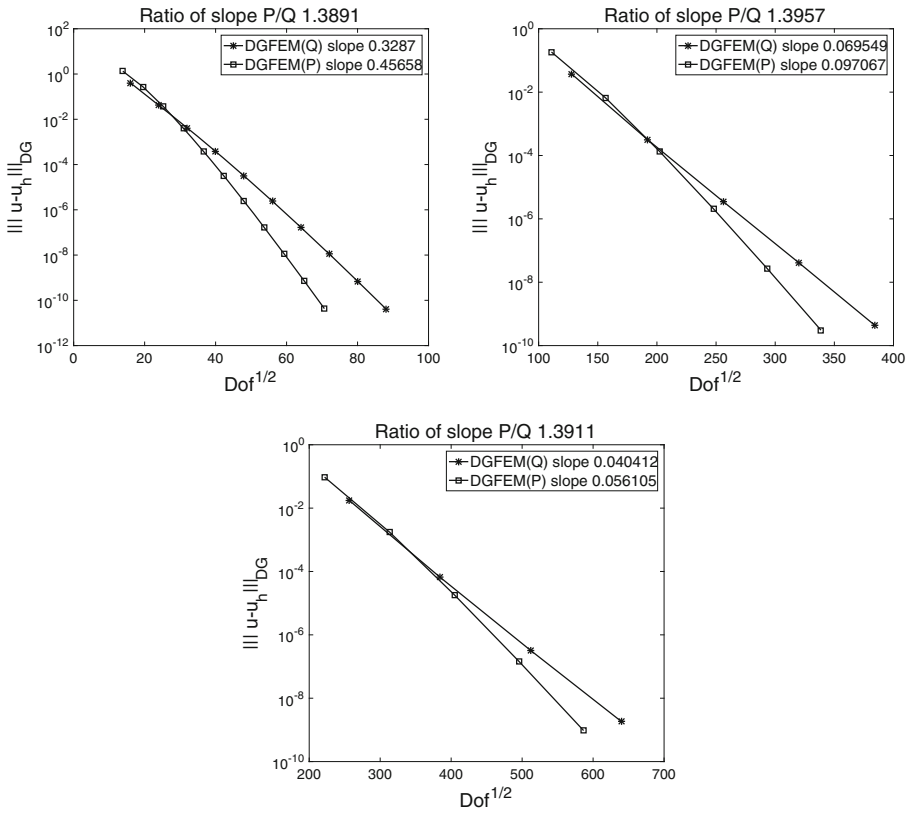 Ratio of slope P/Q 1.3891
DGFEM(Q) slope 0.3287
DGFEM(P) slope 0.45658
10^2
10^0
10^-2
10^-4
10^-6
10^-8
10^-10
10^-12
||| u-u_h|||_DG
0 20 40 60 80 100
Dof^1/2
Ratio of slope P/Q 1.3957
DGFEM(Q) slope 0.069549
DGFEM(P) slope 0.097067
10^0
10^-2
10^-4
10^-6
10^-8
10^-10
||| u-u_h|||_DG
100 150 200 250 300 350 400
Dof^1/2
Ratio of slope P/Q 1.3911
DGFEM(Q) slope 0.040412
DGFEM(P) slope 0.056105
10^0
10^-2
10^-4
10^-6
10^-8
10^-10
||| u-u_h|||_DG
200 300 400 500 600 700
Dof^1/2